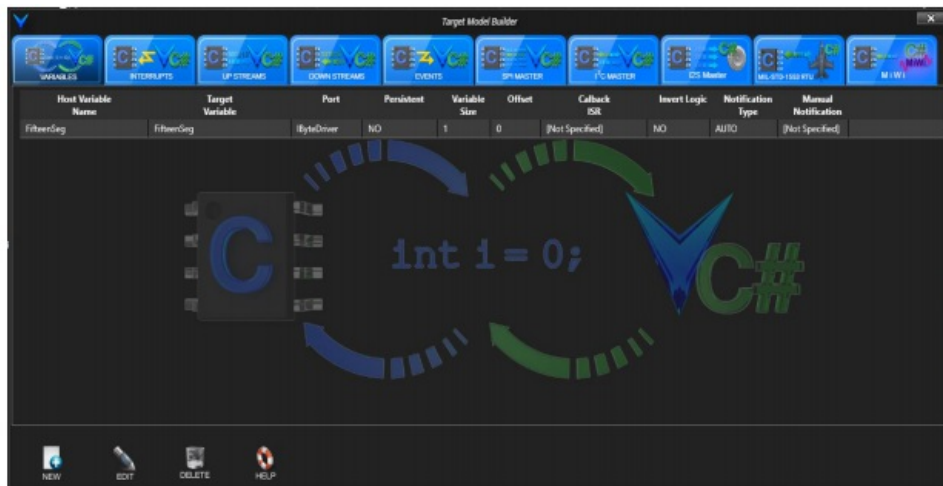 Target Model Builder
C C#
VARIABLES
C C#
INTERRUPTS
C C#
UP STREAMS
C C#
DOWN STREAMS
C C#
EVENTS
C C#
SPI MASTER
C C#
I²C MASTER
C C#
I2S Master
C
MIL-STD-1553 RTU
C C#
MiWi
MiWi
Host Variable Name
Target Variable
Port
Persistent
Variable Size
Offset
Calback ISR
Invert Logic
Notification Type
Manual Notification
FifteenSeg FifteenSeg IByteDriver NO 1 0 [Not Specified] NO AUTO [Not Specified]
C int i = 0; C#
NEW EDIT DELETE HELP